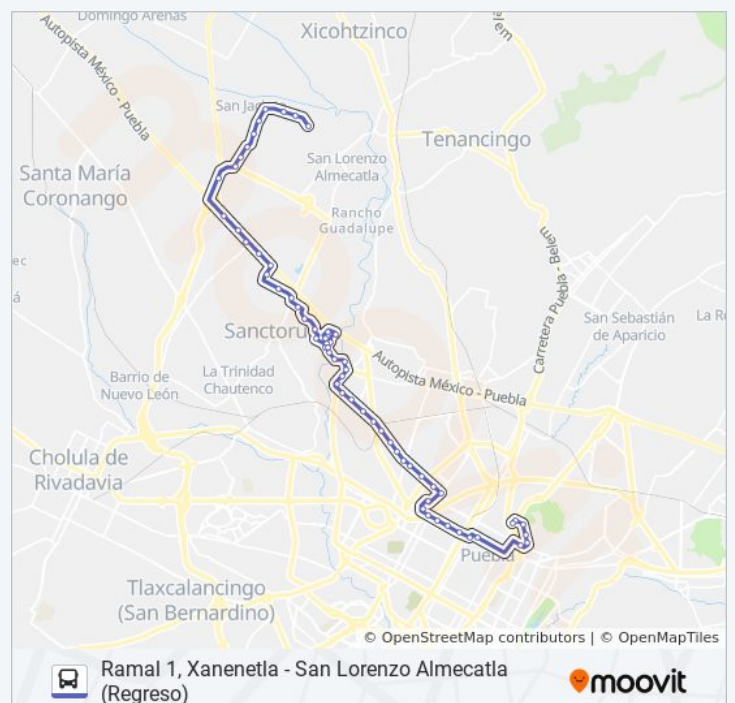 Domingo Arenas
Xicohtzinco
Autopista México - Puebla
San Ja
Tenancingo
San Lorenzo
Almecatla
Santa María
Coronango
Rancho
Guadalupe
Carretera Puebla - Belem
San Sebastián
de Aparicio
La R
Sanctoru
Autopista México - Puebla
La Trinidad
Chautenco
Barrio de
Nuevo León
Cholula de
Rivadavia
Puebla
Tlaxcalancingo
(San Bernardino)
© OpenStreetMap contributors | © OpenMapTiles
Ramal 1, Xanenetla - San Lorenzo Almecatla
(Regreso)
moovit